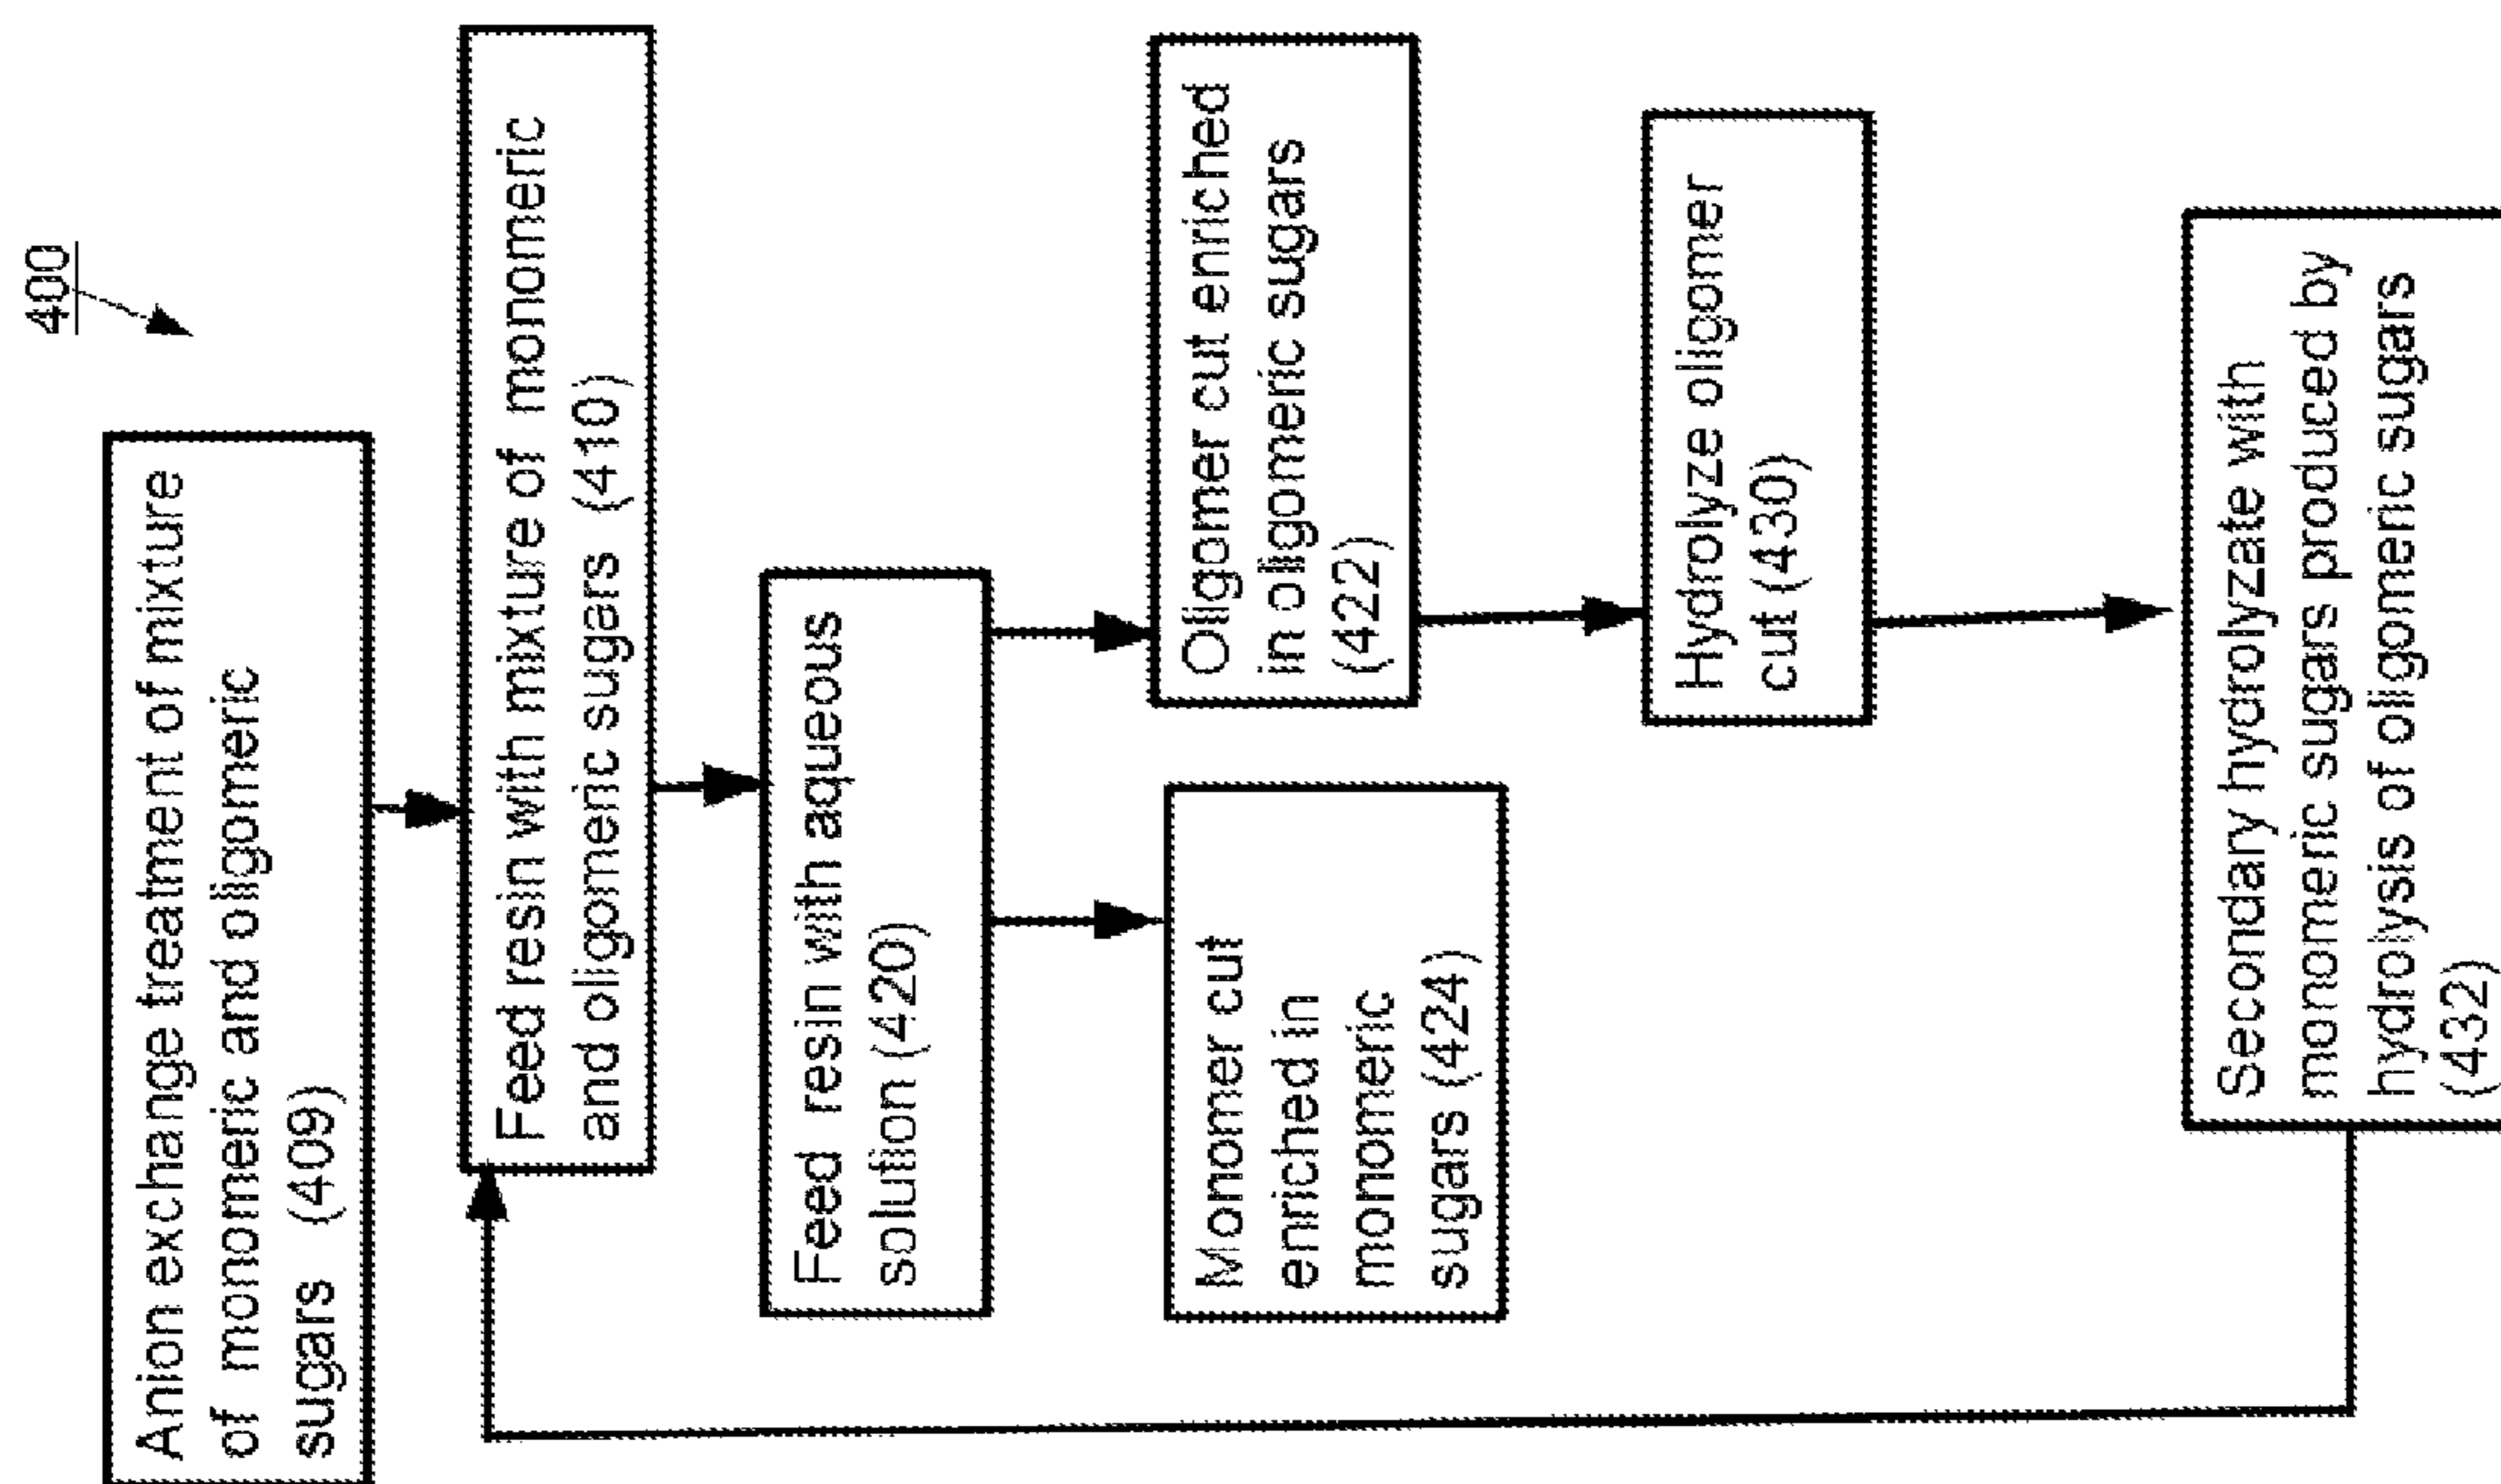 400
Anion exchange treatment of mixture
of monomeric and oligomeric
sugars (409)
Feed resin with mixture of monomeric
and oligomeric sugars (410)
Feed resin with aqueous
solution (420)
Oligomer cut enriched
in oligomeric sugars
(422)
Monomer cut
enriched in
monomeric
sugars (424)
Hydrolyze oligomer
cut (430)
Secondary hydrolyzate with
monomeric sugars produced by
hydrolysis of oligomeric sugars
(432)